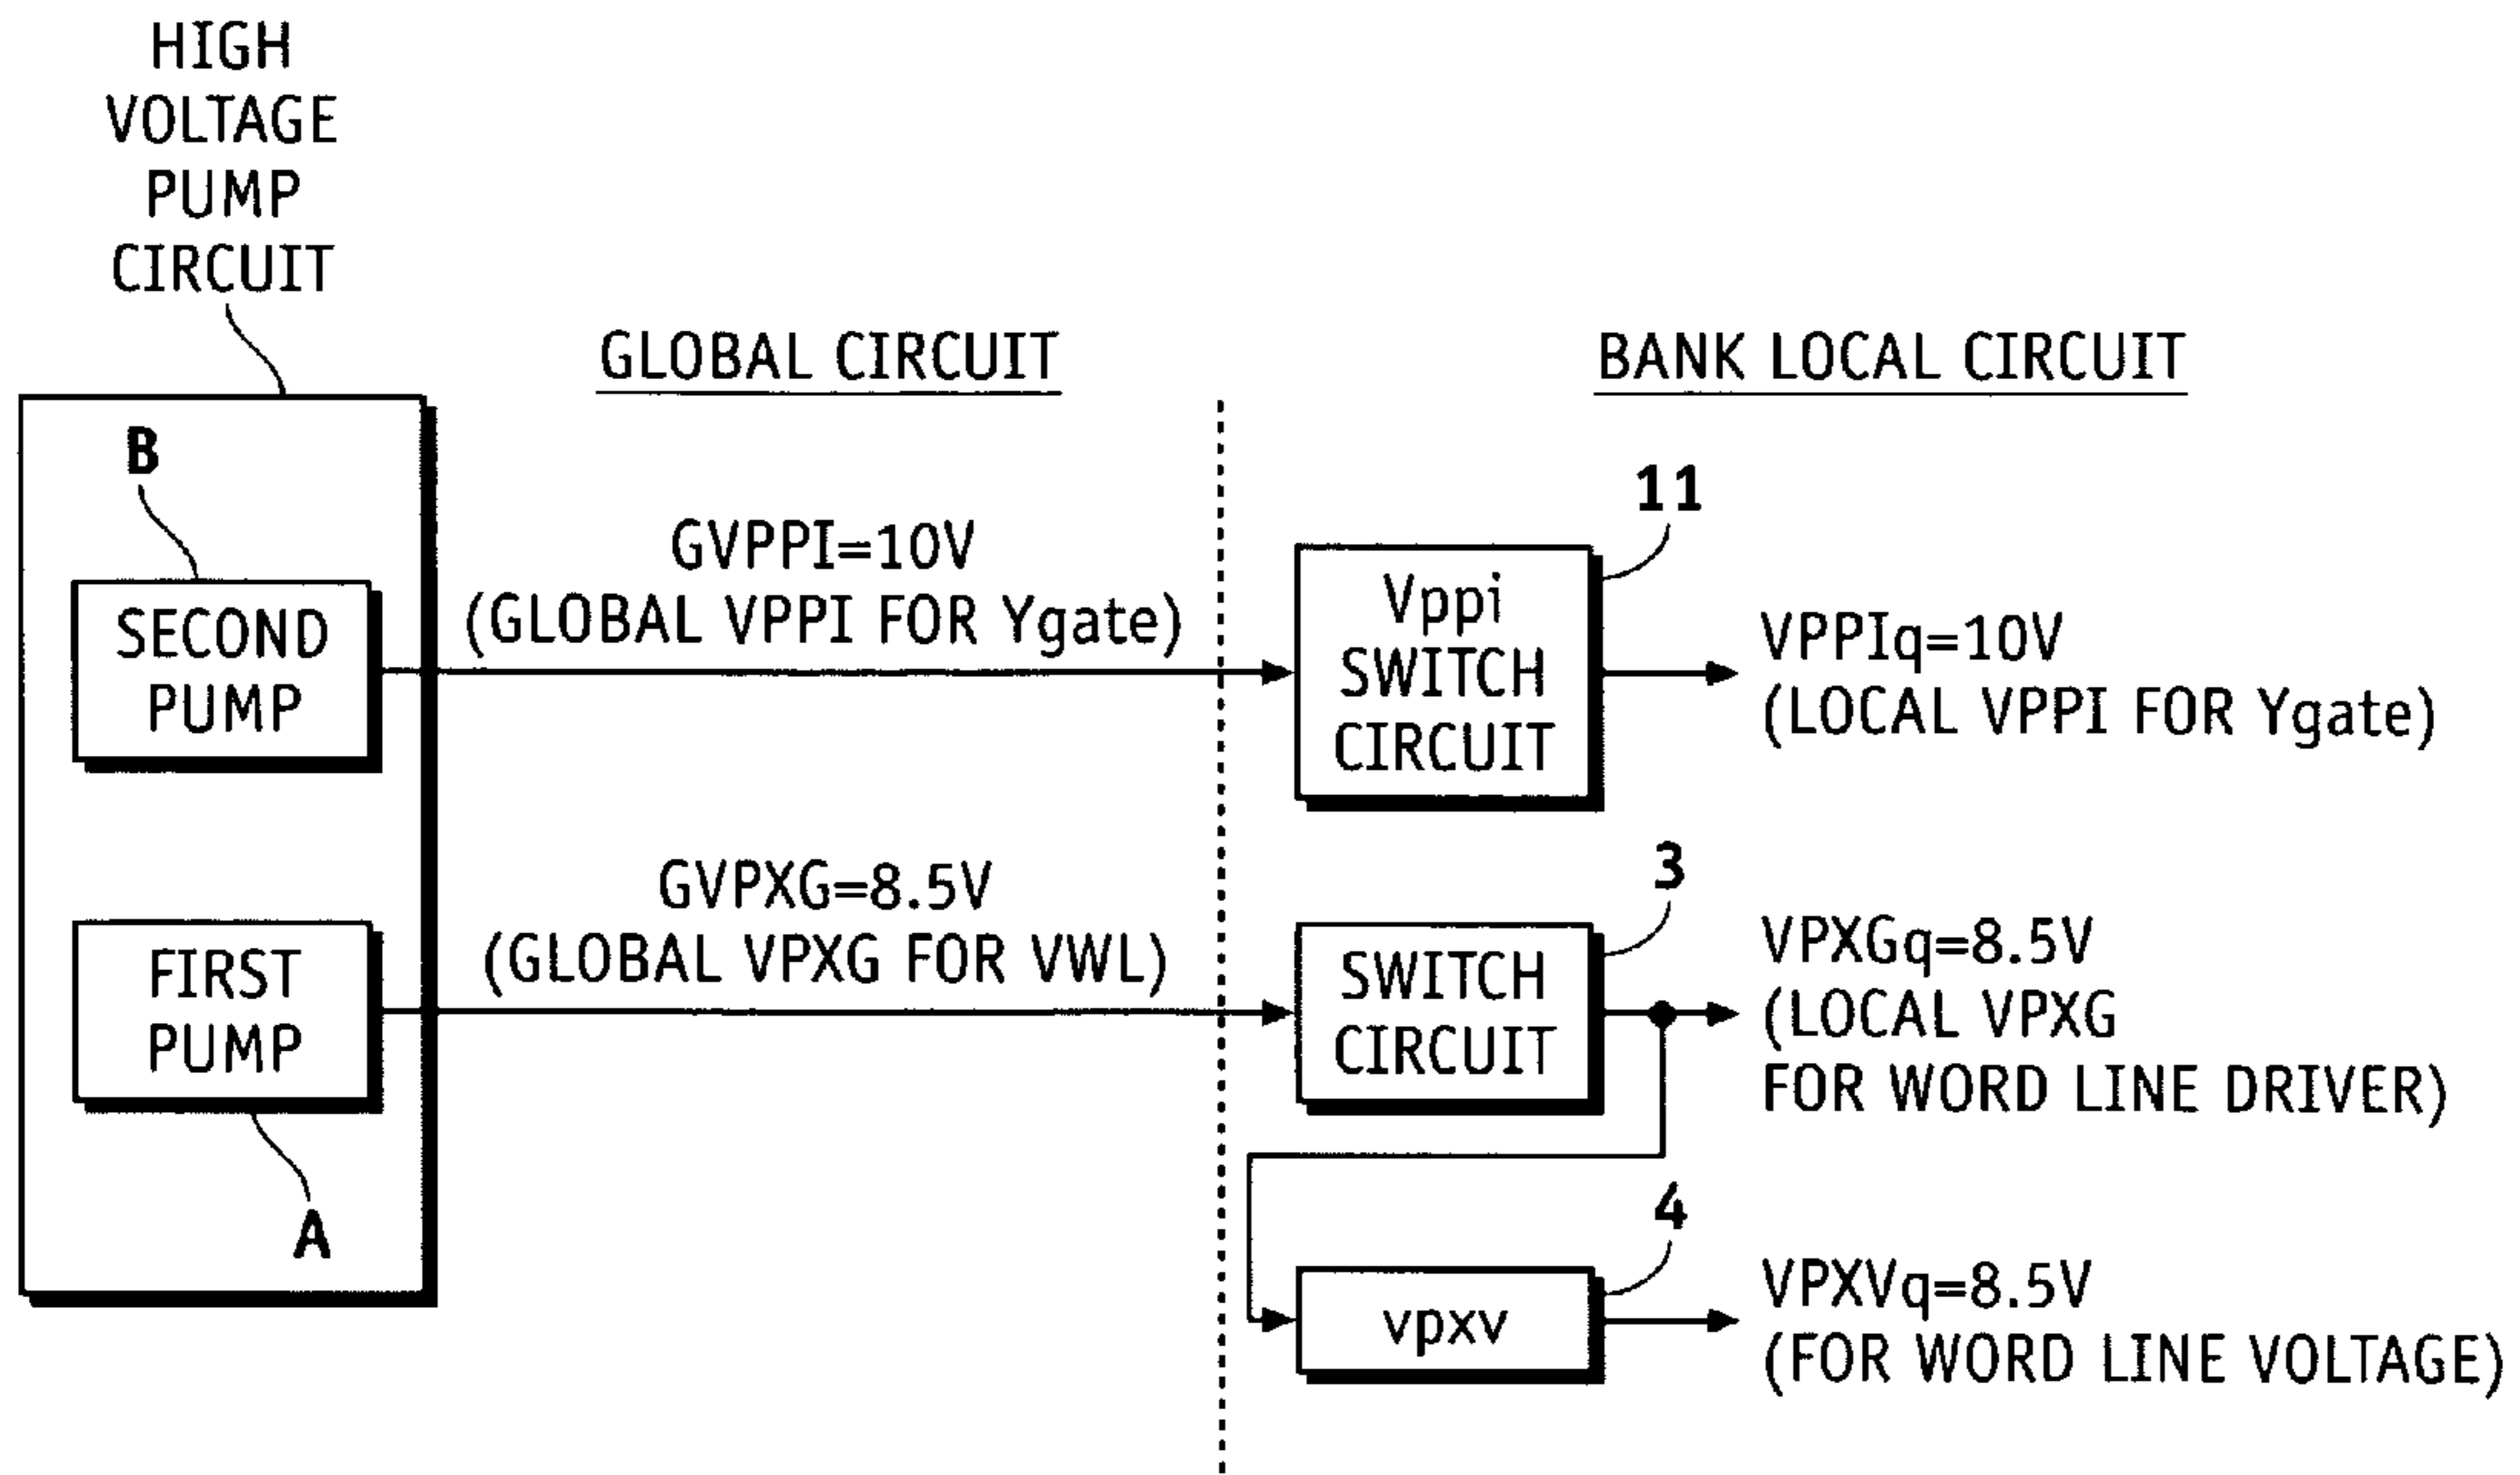 HIGH
VOLTAGE
PUMP
CIRCUIT
GLOBAL CIRCUIT
BANK LOCAL CIRCUIT
B
SECOND
PUMP
GVPPI=10V
(GLOBAL VPPI FOR Ygate)
11
Vppi
SWITCH
CIRCUIT
VPPIq=10V
(LOCAL VPPI FOR Ygate)
FIRST
PUMP
A
GVPXG=8.5V
(GLOBAL VPXG FOR VWL)
3
SWITCH
CIRCUIT
VPXGq=8.5V
(LOCAL VPXG
FOR WORD LINE DRIVER)
4
vpxv
VPXVq=8.5V
(FOR WORD LINE VOLTAGE)